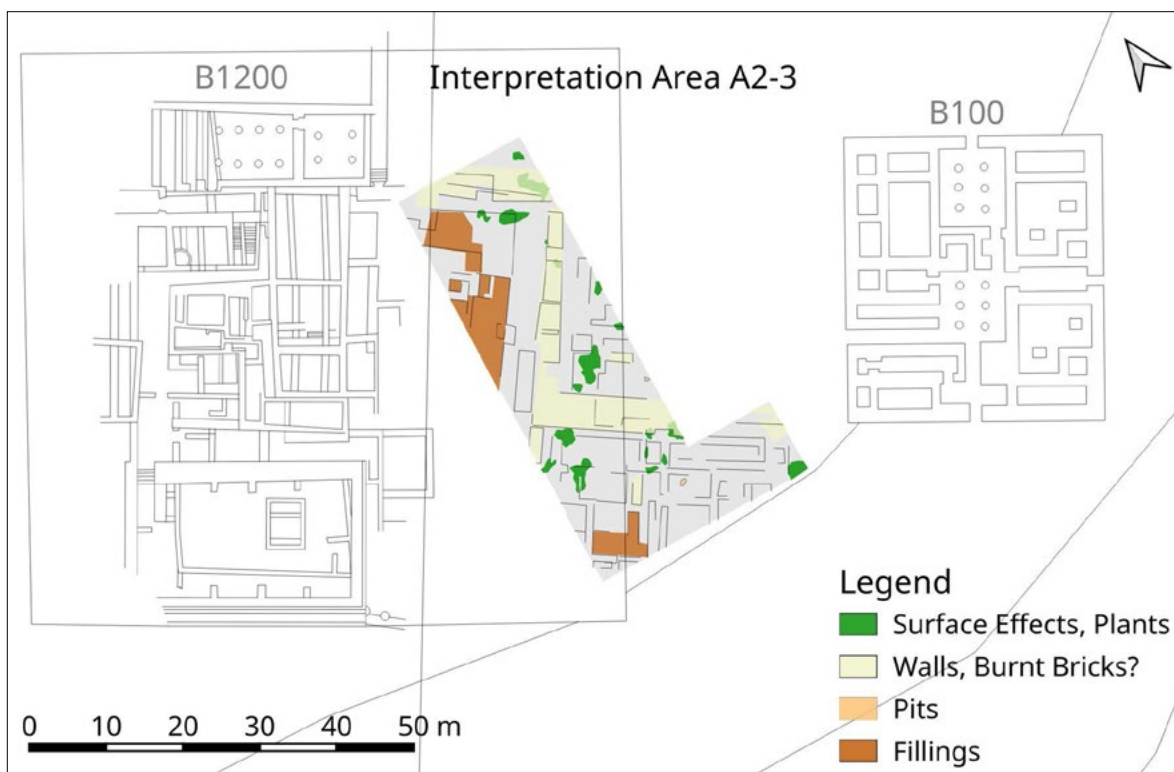 B1200
Interpretation Area A2-3
B100
Legend
Surface Effects, Plants
Walls, Burnt Bricks?
Pits
Fillings
0 10 20 30 40 50 m